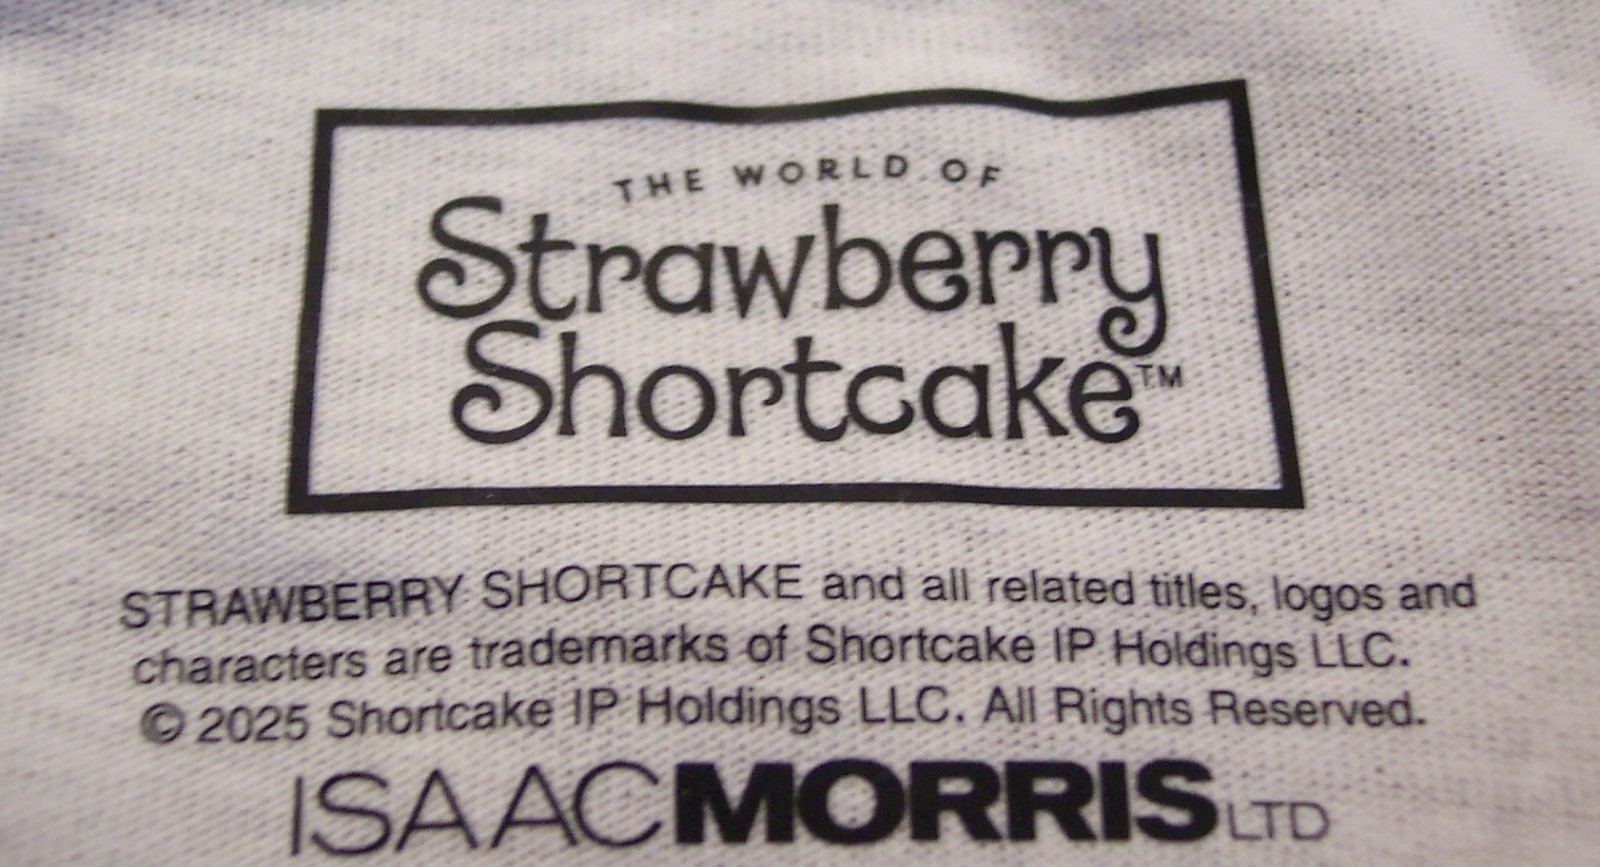 THE WORLD OF
Strawberry
Shortcake™
STRAWBERRY SHORTCAKE and all related titles, logos and
characters are trademarks of Shortcake IP Holdings LLC.
© 2025 Shortcake IP Holdings LLC. All Rights Reserved.
ISAACMORRIS LTD